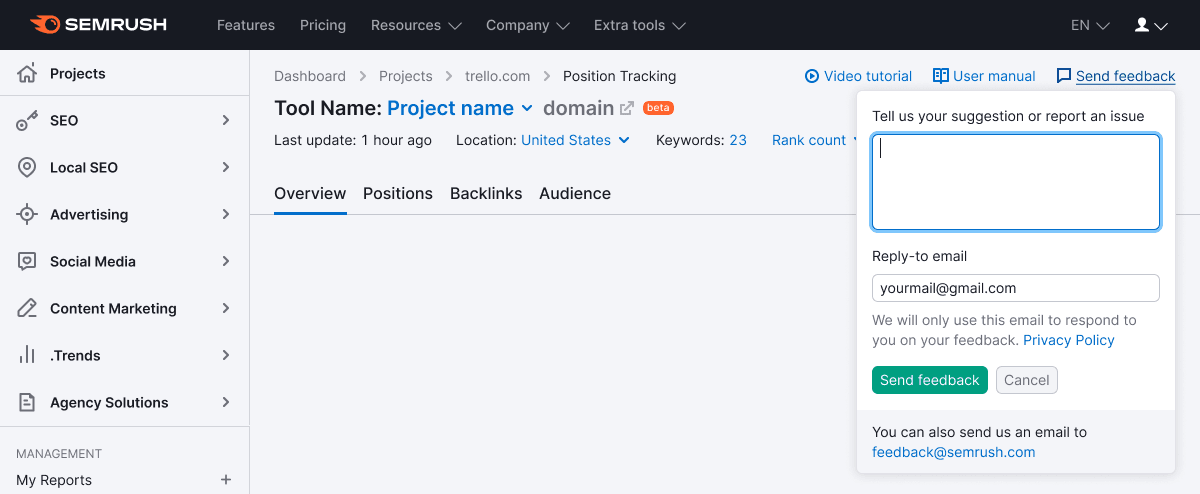 SEMRUSH
Features Pricing Resources Company Extra tools EN
Projects
SEO
Local SEO
Advertising
Social Media
Content Marketing
.Trends
Agency Solutions
MANAGEMENT
My Reports +
Dashboard > Projects > trello.com > Position Tracking
Video tutorial User manual Send feedback
Tool Name: Project name domain beta
Last update: 1 hour ago Location: United States Keywords: 23 Rank count
Overview Positions Backlinks Audience
Tell us your suggestion or report an issue
Reply-to email
yourmail@gmail.com
We will only use this email to respond to
you on your feedback. Privacy Policy
Send feedback Cancel
You can also send us an email to
feedback@semrush.com